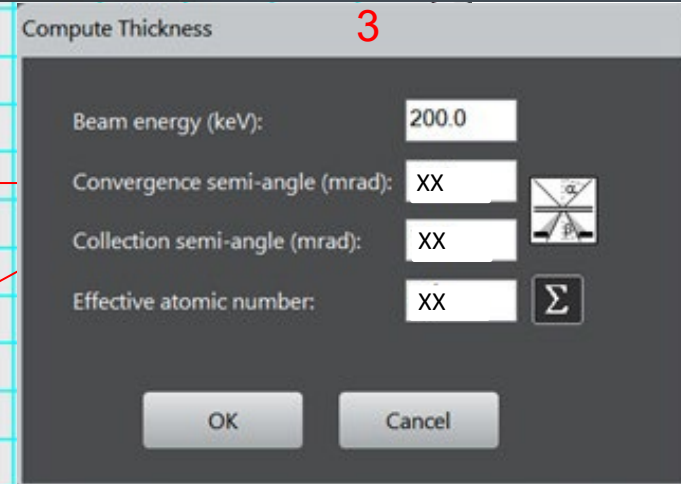 Compute Thickness 3
Beam energy (keV): 200.0
Convergence semi-angle (mrad): XX α
Collection semi-angle (mrad): XX β
Effective atomic number: XX Σ
OK Cancel